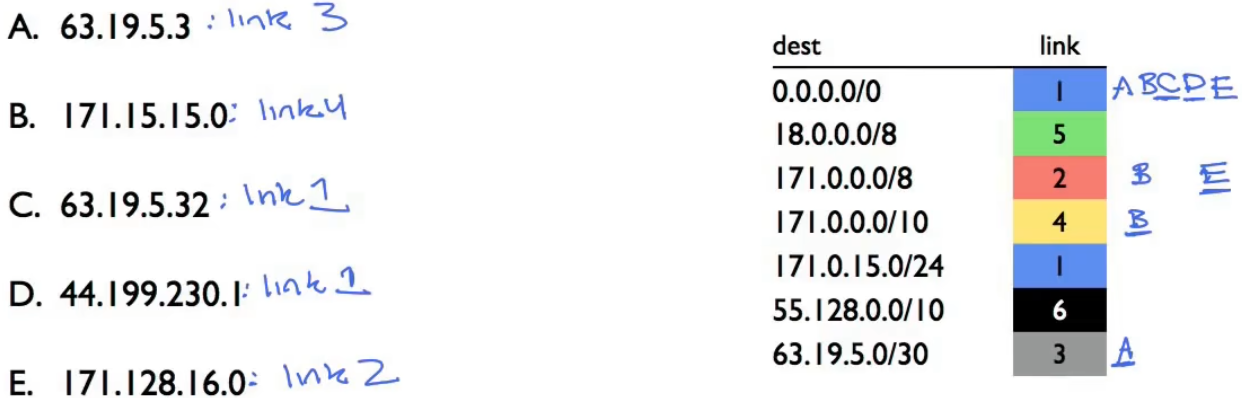 A. 63.19.5.3 : link 3
B. 171.15.15.0: link 4
C. 63.19.5.32 : link 1
D. 44.199.230.1: link 1
E. 171.128.16.0: link 2
dest link
0.0.0.0/0 1 A B C D E
18.0.0.0/8 5
171.0.0.0/8 2 B E
171.0.0.0/10 4 B
171.0.15.0/24 1
55.128.0.0/10 6
63.19.5.0/30 3 A